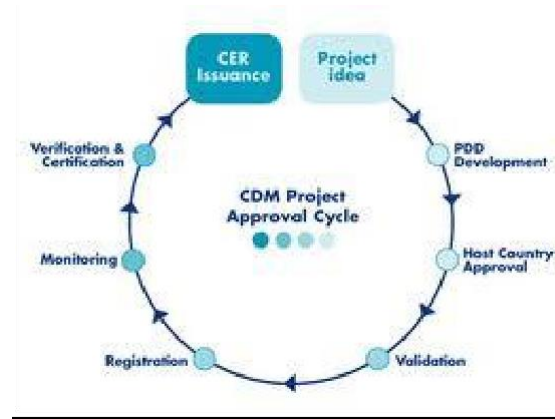 CER
Issuance
Project
idea
PDD
Development
Host Country
Approval
Validation
Registration
Monitoring
Verification &
Certification
CDM Project
Approval Cycle